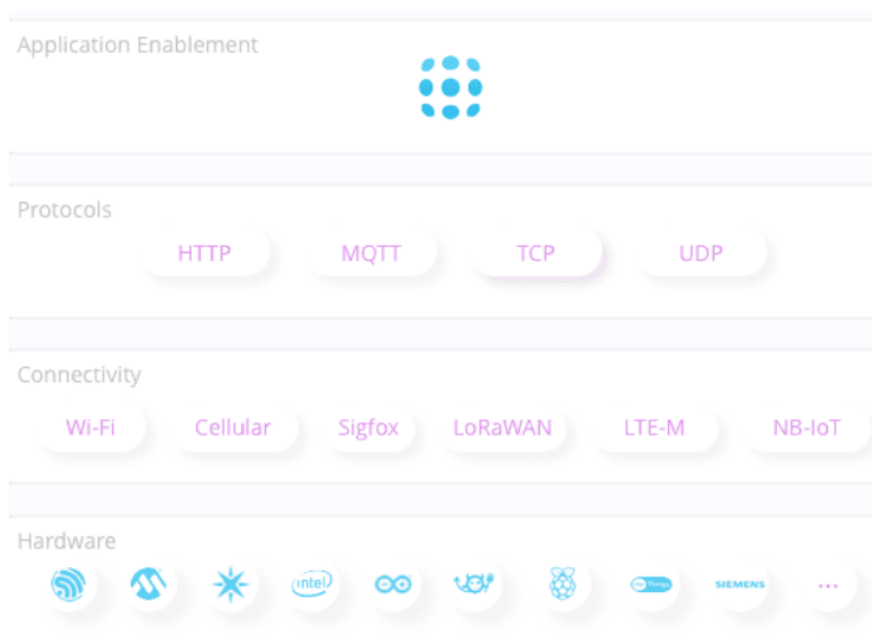 Application Enablement
Protocols
HTTP MQTT TCP UDP
Connectivity
Wi-Fi Cellular Sigfox LoRaWAN LTE-M NB-IoT
Hardware
intel SIEMENS ...